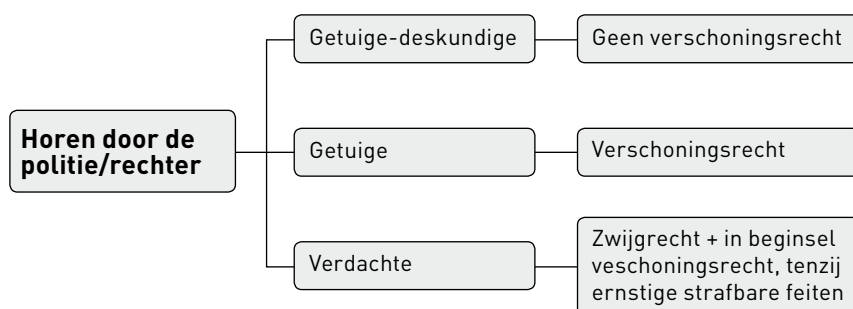 Getuige-deskundige
Geen verschoningsrecht
Horen door de
politie/rechter
Getuige
Verschoningsrecht
Verdachte
Zwijgrecht + in beginsel
veschoningsrecht, tenzij
ernstige strafbare feiten